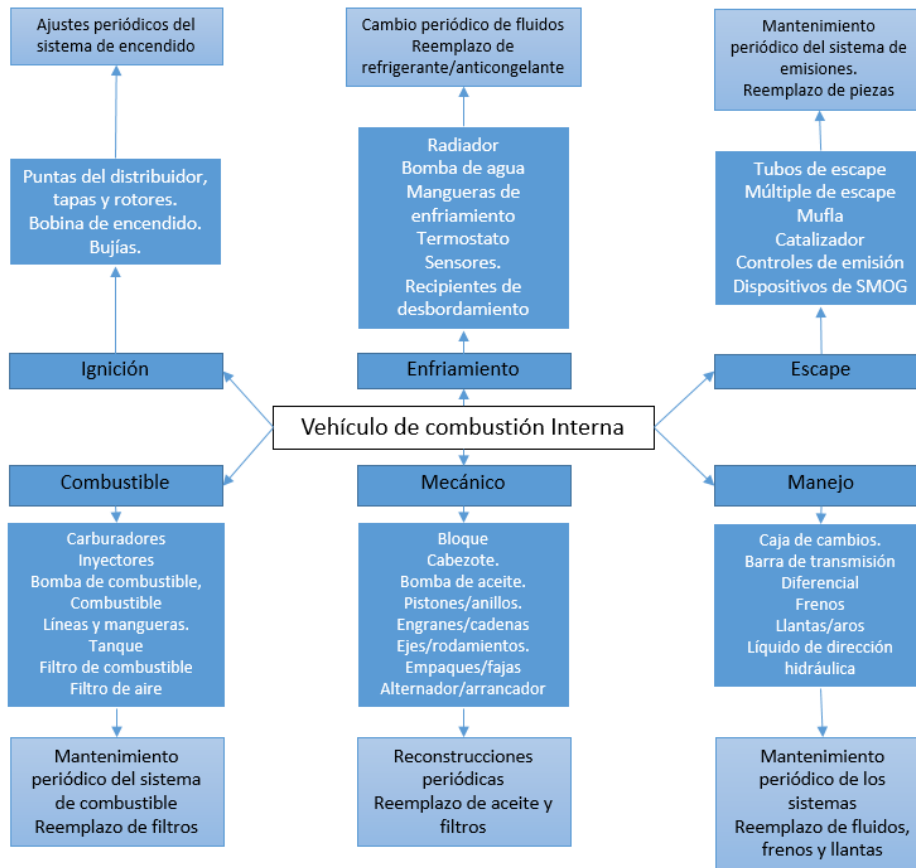 Ajustes periódicos del
sistema de encendido
Cambio periódico de fluidos
Reemplazo de
refrigerante/anticongelante
Mantenimiento
periódico del sistema de
emisiones.
Reemplazo de piezas
Puntas del distribuidor,
tapas y rotores.
Bobina de encendido.
Bujías.
Radiador
Bomba de agua
Mangueras de
enfriamiento
Termostato
Sensores.
Recipientes de
desbordamiento
Tubos de escape
Múltiple de escape
Mufla
Catalizador
Controles de emisión
Dispositivos de SMOG
Ignición
Enfriamiento
Escape
Vehículo de combustión Interna
Combustible
Mecánico
Manejo
Carburadores
Inyectores
Bomba de combustible,
Combustible
Líneas y mangueras.
Tanque
Filtro de combustible
Filtro de aire
Bloque
Cabezote.
Bomba de aceite.
Pistones/anillos.
Engranes/cadenas
Ejes/rodamientos.
Empaques/fajas
Alternador/arrancador
Caja de cambios.
Barra de transmisión
Diferencial
Frenos
Llantas/aros
Líquido de dirección
hidráulica
Mantenimiento
periódico del sistema
de combustible
Reemplazo de filtros
Reconstrucciones
periódicas
Reemplazo de aceite y
filtros
Mantenimiento
periódico de los
sistemas
Reemplazo de fluidos,
frenos y llantas